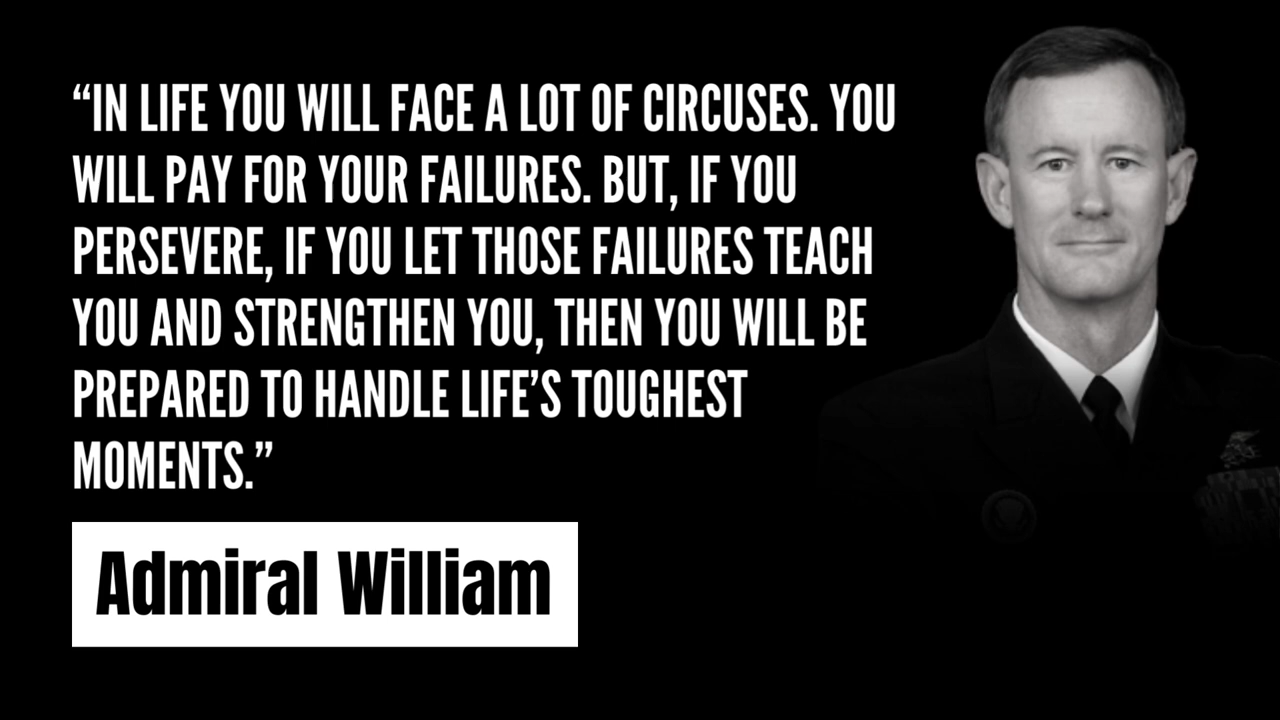 “IN LIFE YOU WILL FACE A LOT OF CIRCUSES. YOU
WILL PAY FOR YOUR FAILURES. BUT, IF YOU
PERSEVERE, IF YOU LET THOSE FAILURES TEACH
YOU AND STRENGTHEN YOU, THEN YOU WILL BE
PREPARED TO HANDLE LIFE’S TOUGHEST
MOMENTS.”
Admiral William